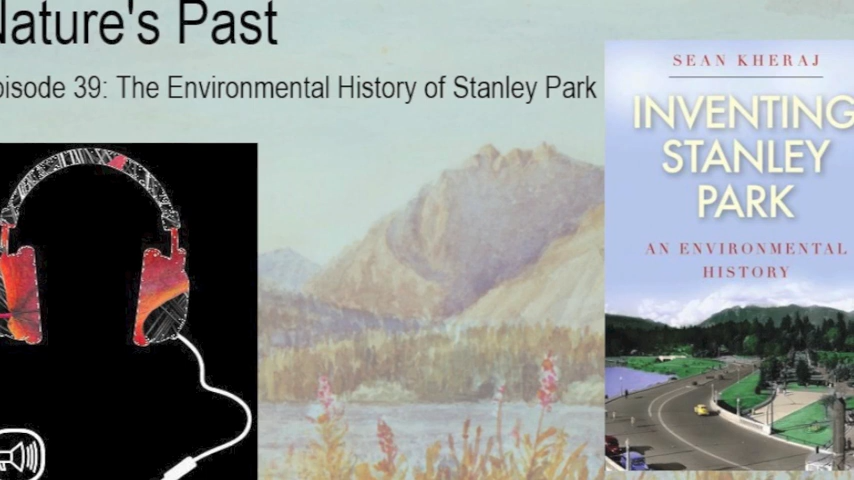 Nature's Past
Episode 39: The Environmental History of Stanley Park
SEAN KHERAJ
INVENTING
STANLEY
PARK
AN ENVIRONMENTAL
HISTORY